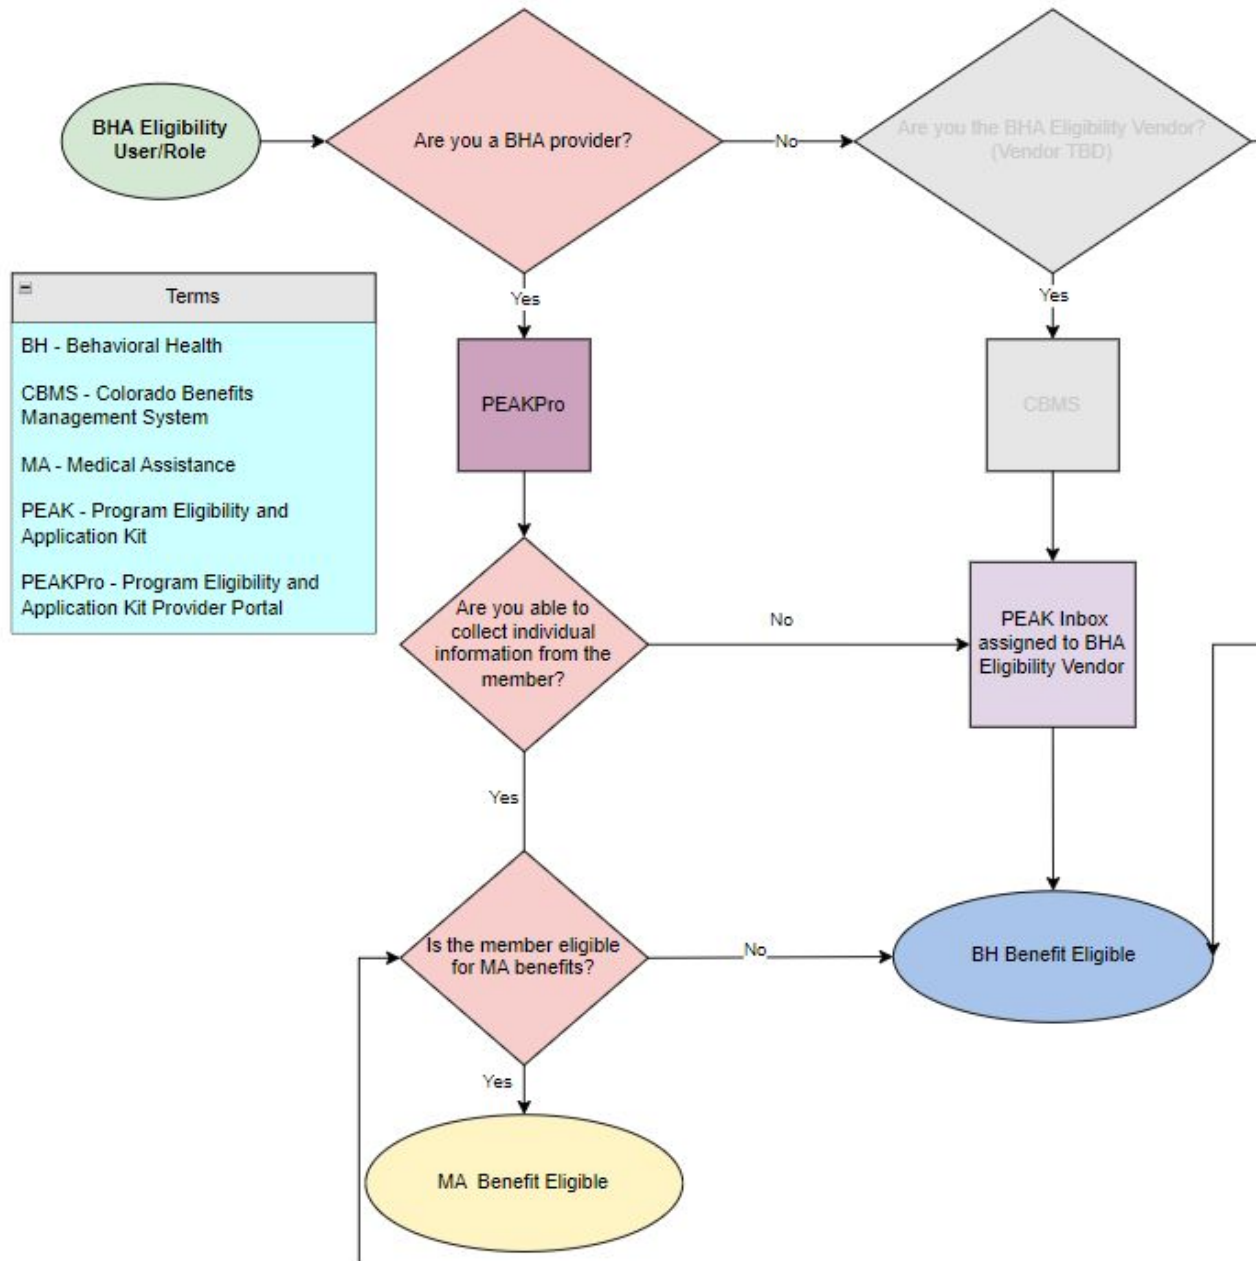 BHA Eligibility
User/Role
Are you a BHA provider?
No
Are you the BHA Eligibility Vendor?
(Vendor TBD)
Yes
Yes
Terms
BH - Behavioral Health
CBMS - Colorado Benefits
Management System
MA - Medical Assistance
PEAK - Program Eligibility and
Application Kit
PEAKPro - Program Eligibility and
Application Kit Provider Portal
PEAKPro
CBMS
Are you able to
collect individual
information from the
member?
No
PEAK Inbox
assigned to BHA
Eligibility Vendor
Yes
Is the member eligible
for MA benefits?
No
BH Benefit Eligible
Yes
MA  Benefit Eligible